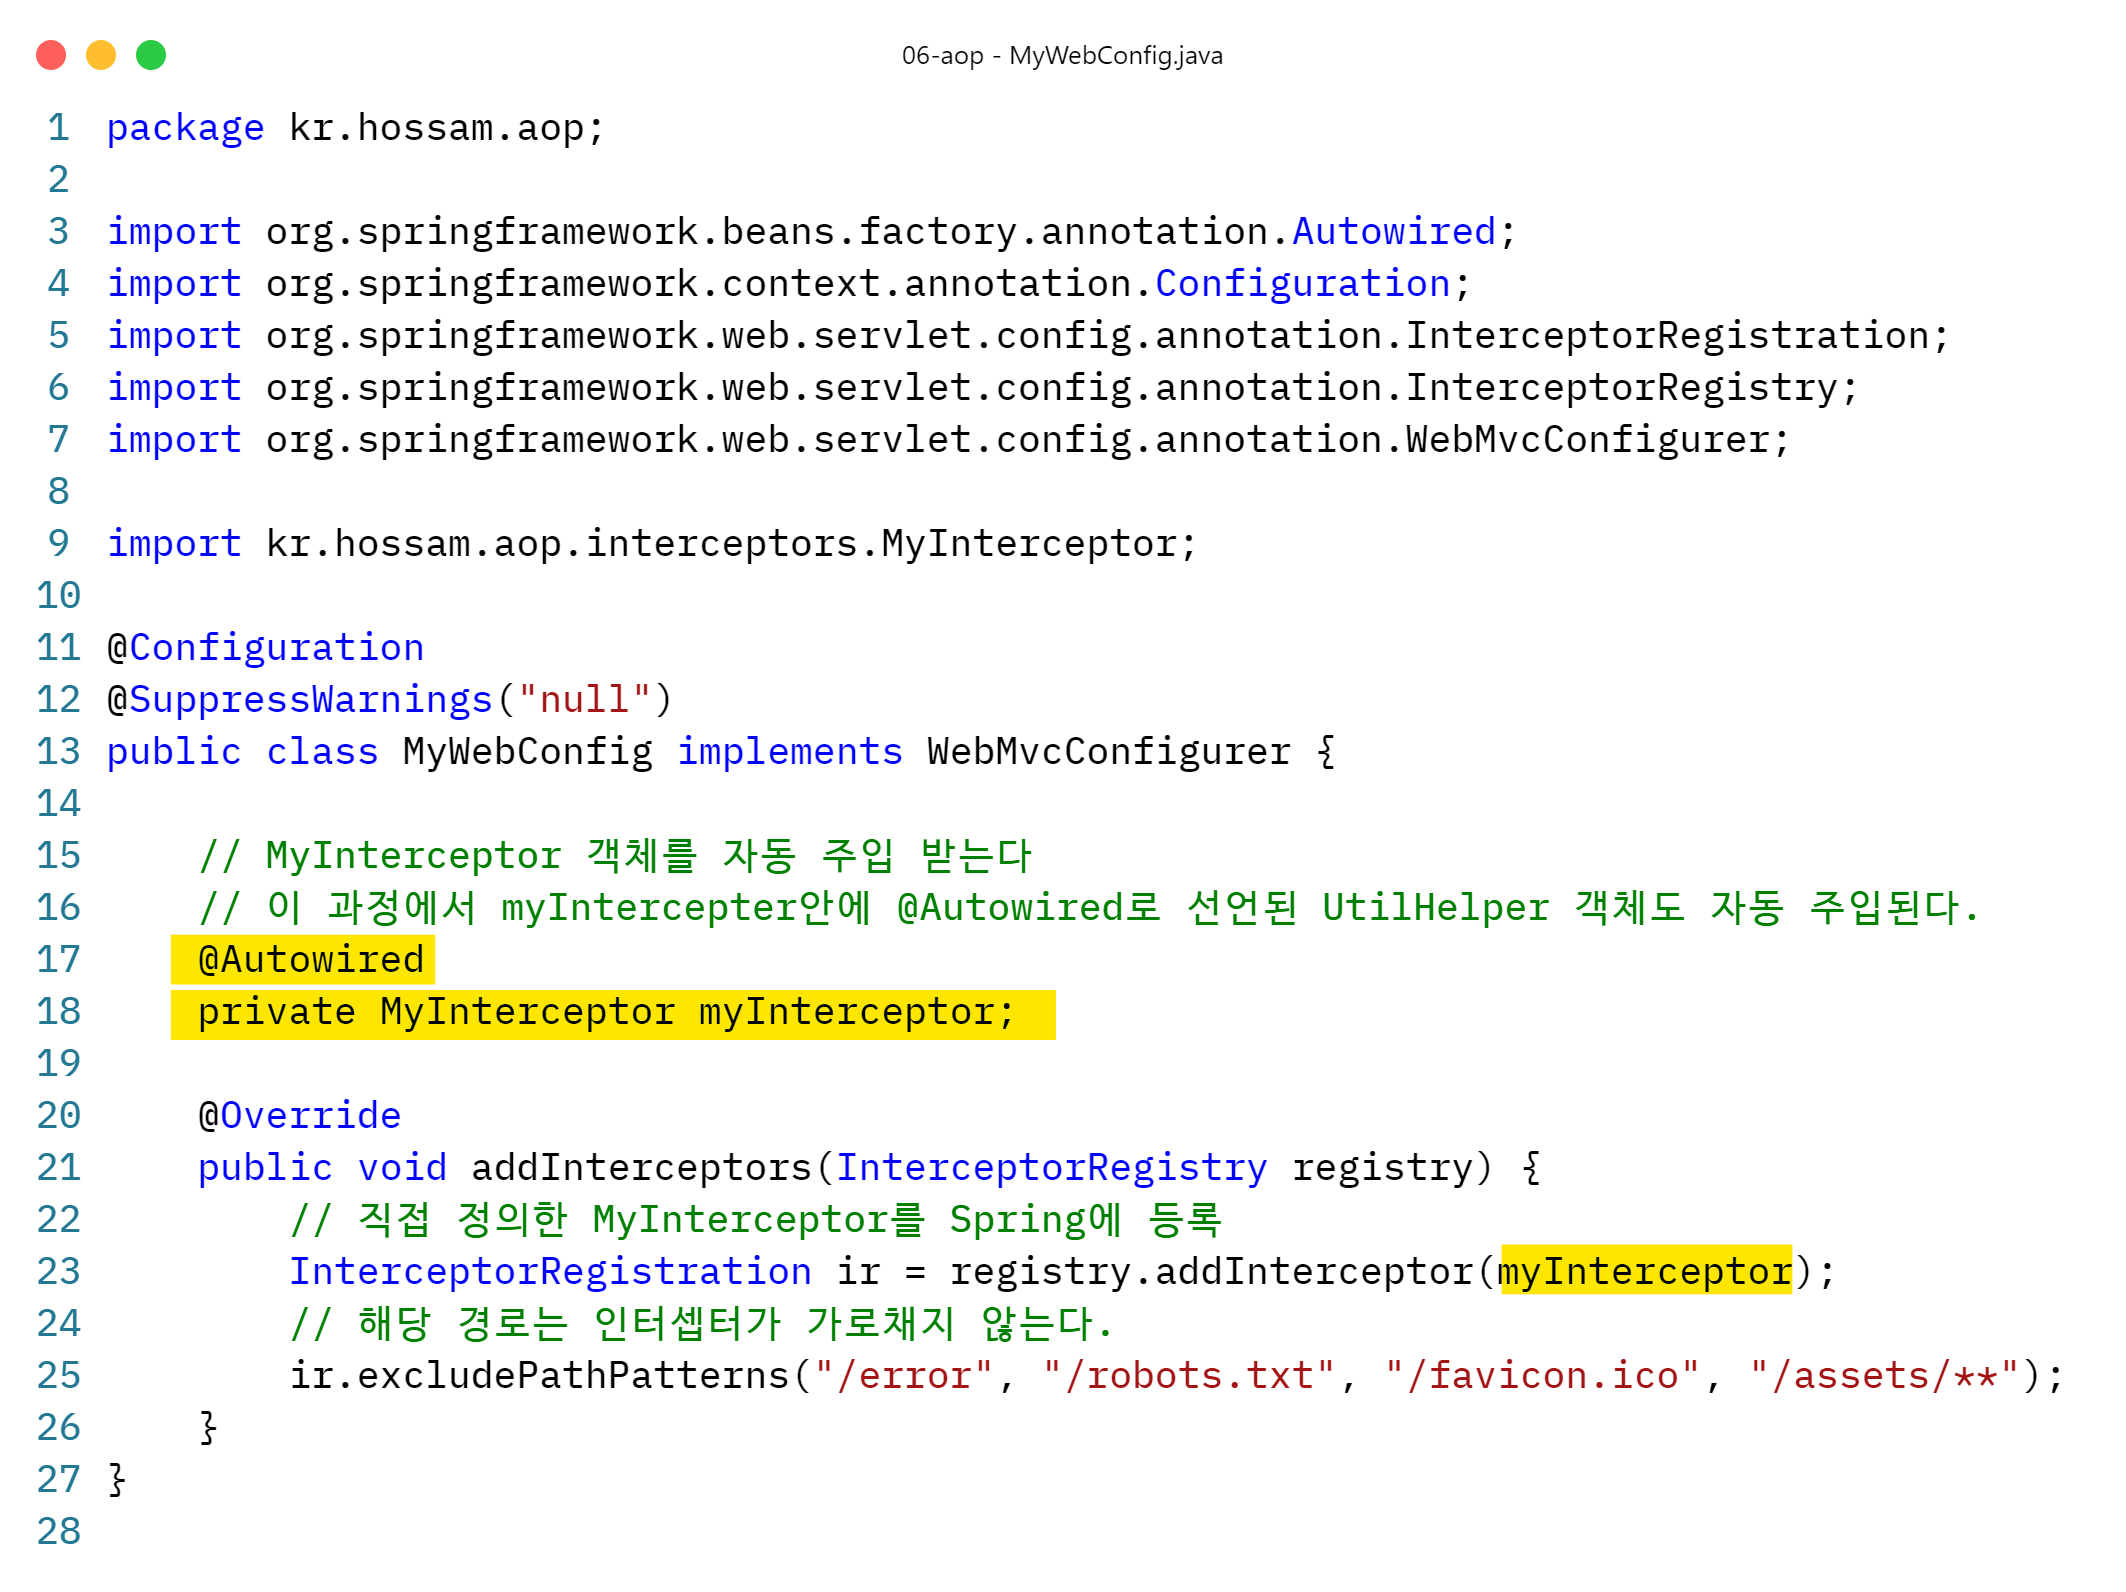 06-aop - MyWebConfig.java
1 package kr.hossam.aop;
2
3 import org.springframework.beans.factory.annotation.Autowired;
4 import org.springframework.context.annotation.Configuration;
5 import org.springframework.web.servlet.config.annotation.InterceptorRegistration;
6 import org.springframework.web.servlet.config.annotation.InterceptorRegistry;
7 import org.springframework.web.servlet.config.annotation.WebMvcConfigurer;
8
9 import kr.hossam.aop.interceptors.MyInterceptor;
10
11 @Configuration
12 @SuppressWarnings("null")
13 public class MyWebConfig implements WebMvcConfigurer {
14
15     // MyInterceptor 객체를 자동 주입 받는다
16     // 이 과정에서 myIntercepter안에 @Autowired로 선언된 UtilHelper 객체도 자동 주입된다.
17     @Autowired
18     private MyInterceptor myInterceptor;
19
20     @Override
21     public void addInterceptors(InterceptorRegistry registry) {
22         // 직접 정의한 MyInterceptor를 Spring에 등록
23         InterceptorRegistration ir = registry.addInterceptor(myInterceptor);
24         // 해당 경로는 인터셉터가 가로채지 않는다.
25         ir.excludePathPatterns("/error", "/robots.txt", "/favicon.ico", "/assets/**");
26     }
27 }
28